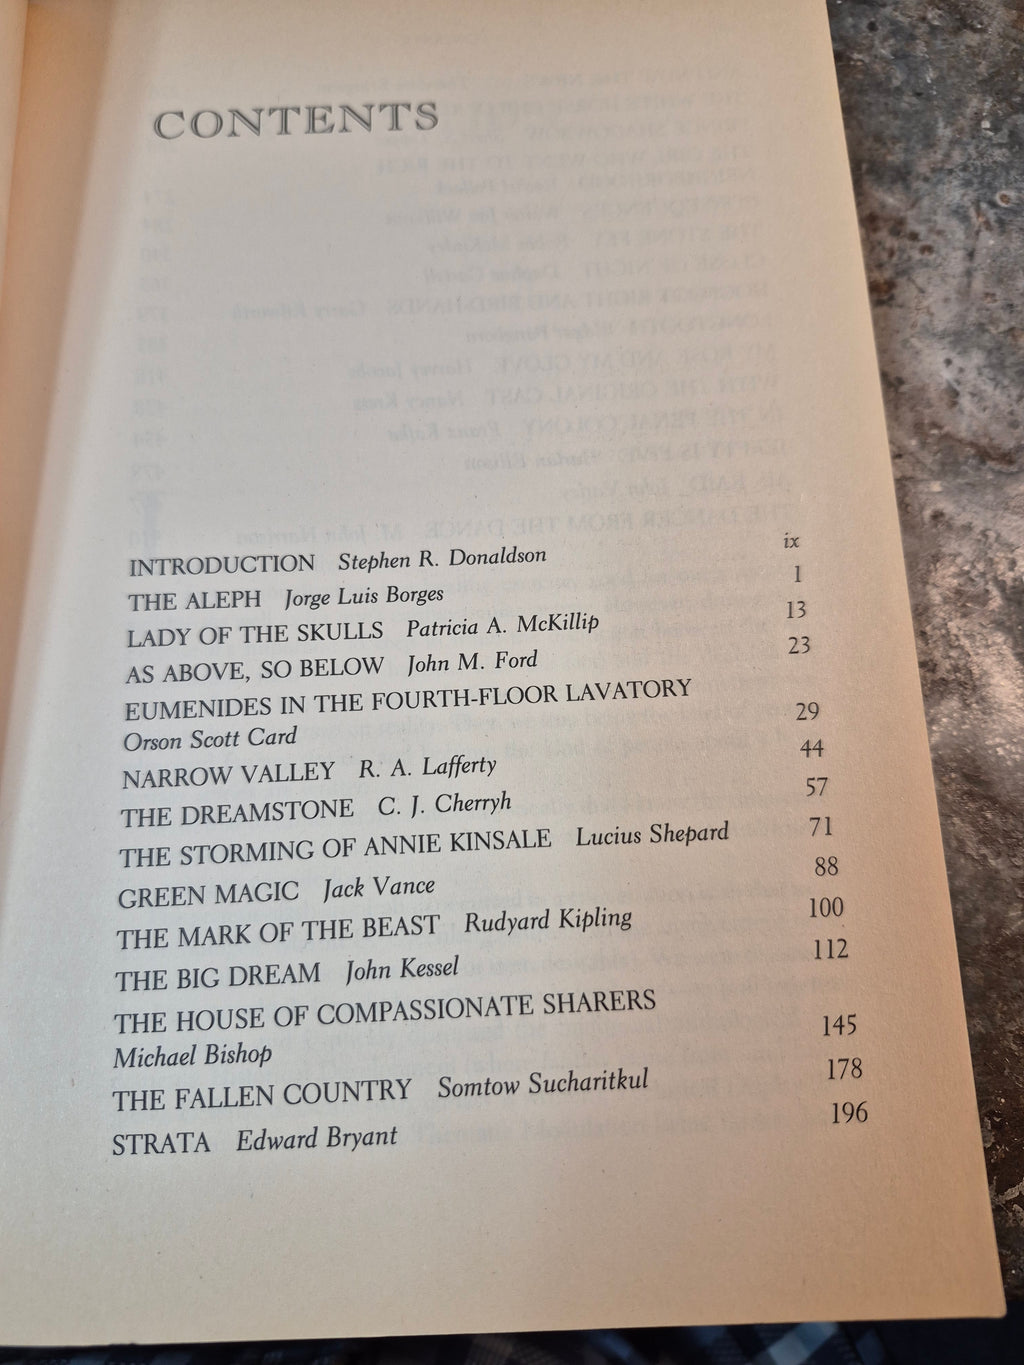 CONTENTS
INTRODUCTION Stephen R. Donaldson ix
THE ALEPH Jorge Luis Borges 1
LADY OF THE SKULLS Patricia A. McKillip 13
AS ABOVE, SO BELOW John M. Ford 23
EUMENIDES IN THE FOURTH-FLOOR LAVATORY
Orson Scott Card 29
NARROW VALLEY R. A. Lafferty 44
THE DREAMSTONE C. J. Cherryh 57
THE STORMING OF ANNIE KINSALE Lucius Shepard 71
GREEN MAGIC Jack Vance 88
THE MARK OF THE BEAST Rudyard Kipling 100
THE BIG DREAM John Kessel 112
THE HOUSE OF COMPASSIONATE SHARERS
Michael Bishop 145
THE FALLEN COUNTRY Somtow Sucharitkul 178
STRATA Edward Bryant 196